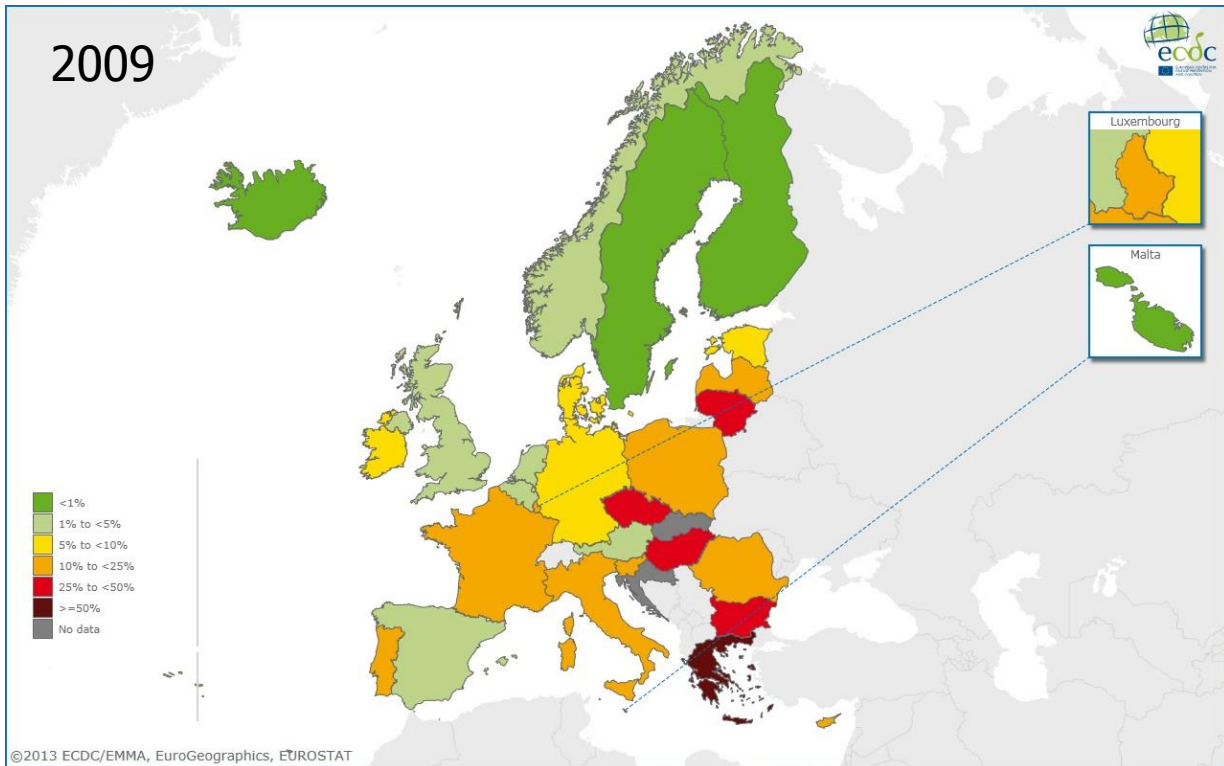 2009
ecdc
Luxembourg
Malta
<1%
1% to <5%
5% to <10%
10% to <25%
25% to <50%
>=50%
No data
©2013 ECDC/EMMA, EuroGeographics, EUROSTAT